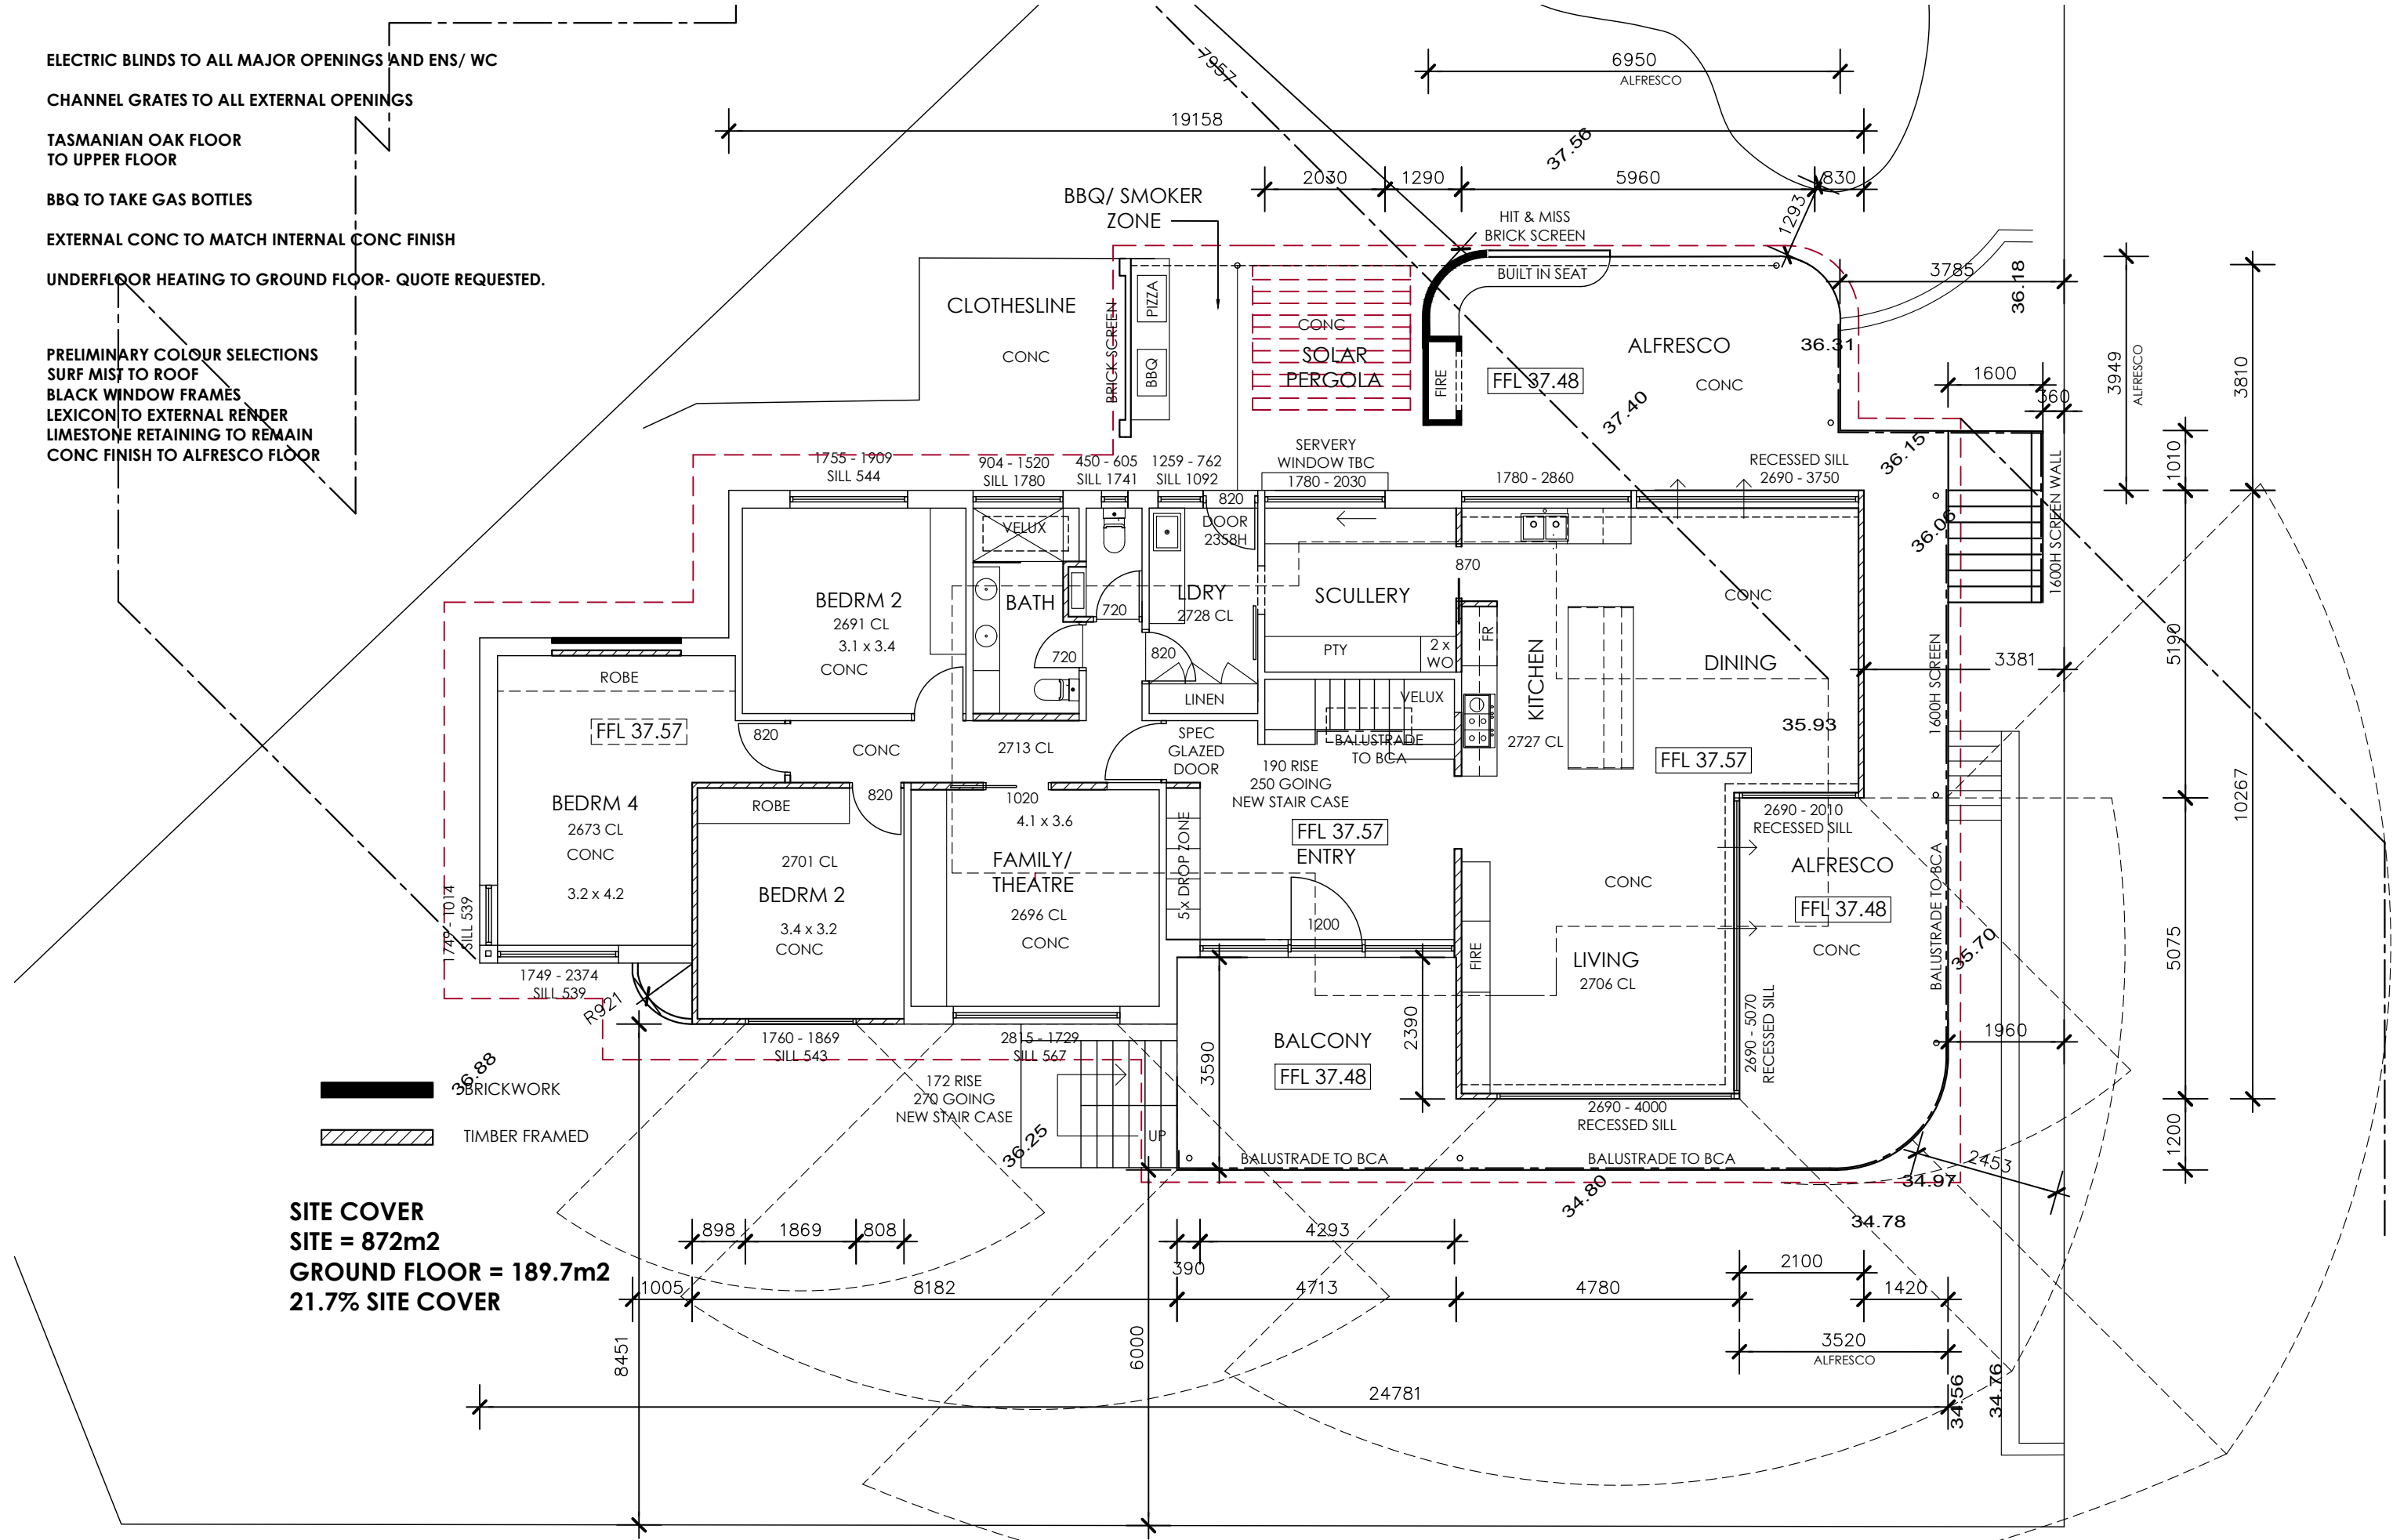 ELECTRIC BLINDS TO ALL MAJOR OPENINGS AND ENS/ WC
CHANNEL GRATES TO ALL EXTERNAL OPENINGS
TASMANIAN OAK FLOOR
TO UPPER FLOOR
BBQ TO TAKE GAS BOTTLES
EXTERNAL CONC TO MATCH INTERNAL CONC FINISH
UNDERFLOOR HEATING TO GROUND FLOOR- QUOTE REQUESTED.
PRELIMINARY COLOUR SELECTIONS
SURF MIST TO ROOF
BLACK WINDOW FRAMES
LEXICON TO EXTERNAL RENDER
LIMESTONE RETAINING TO REMAIN
CONC FINISH TO ALFRESCO FLOOR
7957
6950
ALFRESCO
19158
37.56
2030
1290
5960
830
1293
BBQ/ SMOKER
ZONE
HIT & MISS
BRICK SCREEN
BUILT IN SEAT
3785
36.18
CLOTHESLINE
CONC
BRICK SCREEN
PIZZA
BBQ
CONC
SOLAR
PERGOLA
FIRE
FFL 37.48
ALFRESCO
CONC
36.31
37.40
1600
360
3949
ALFRESCO
3810
36.15
1010
1755 - 1909
SILL 544
904 - 1520
SILL 1780
450 - 605
SILL 1741
1259 - 762
SILL 1092
SERVERY
WINDOW TBC
1780 - 2030
1780 - 2860
RECESSED SILL
2690 - 3750
820
DOOR
2358H
VELUX
36.06
1600H SCREEN WALL
BEDRM 2
2691 CL
3.1 x 3.4
CONC
BATH
720
720
LDRY
2728 CL
820
LINEN
SCULLERY
870
PTY
2 x
WO
FR
KITCHEN
2727 CL
CONC
DINING
35.93
FFL 37.57
1600H SCREEN
3381
5190
10267
ROBE
FFL 37.57
820
CONC
2713 CL
SPEC
GLAZED
DOOR
VELUX
BALUSTRADE
TO BCA
190 RISE
250 GOING
NEW STAIR CASE
BEDRM 4
2673 CL
CONC
3.2 x 4.2
ROBE
820
2701 CL
BEDRM 2
3.4 x 3.2
CONC
1020
4.1 x 3.6
FAMILY/
THEATRE
2696 CL
CONC
5 x DROP ZONE
FFL 37.57
ENTRY
1200
CONC
FIRE
LIVING
2706 CL
2690 - 2010
RECESSED SILL
ALFRESCO
FFL 37.48
CONC
BALUSTRADE TO BCA
35.70
5075
1749 - 1014
SILL 539
1749 - 2374
SILL 539
R921
1760 - 1869
SILL 543
2815 - 1729
SILL 567
3590
BALCONY
FFL 37.48
2390
2690 - 5070
RECESSED SILL
1960
36.88
BRICKWORK
TIMBER FRAMED
172 RISE
270 GOING
NEW STAIR CASE
UP
36.25
2690 - 4000
RECESSED SILL
BALUSTRADE TO BCA
BALUSTRADE TO BCA
1200
2453
34.97
34.80
34.78
SITE COVER
SITE = 872m2
GROUND FLOOR = 189.7m2
21.7% SITE COVER
898
1869
808
390
4293
2100
1005
8182
4713
4780
1420
8451
6000
3520
ALFRESCO
24781
34.56
34.76